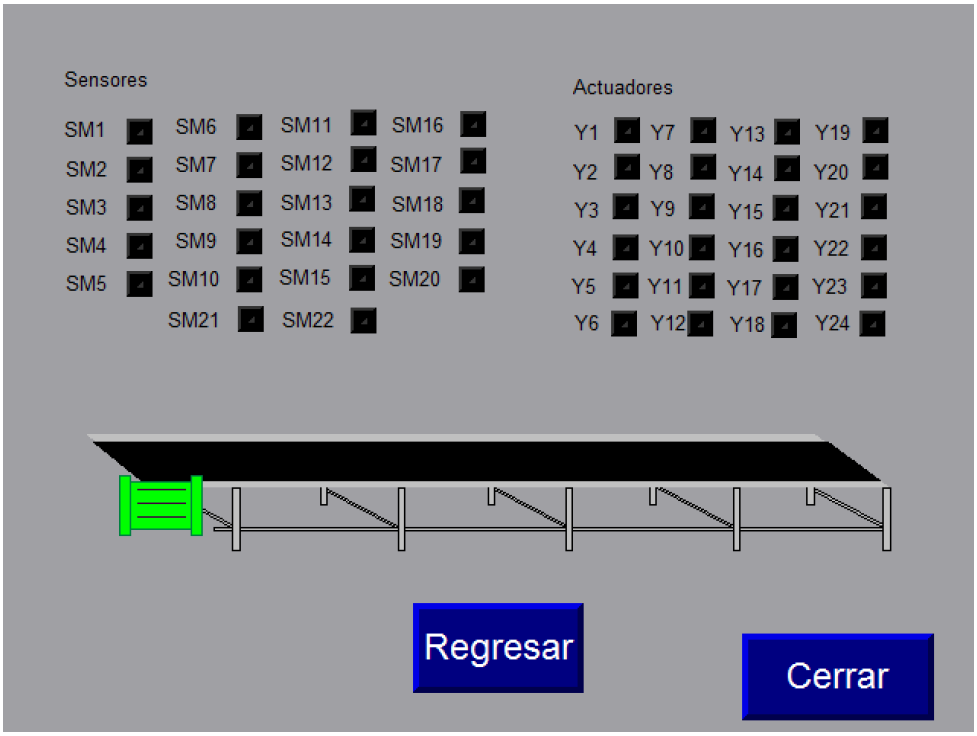 Sensores
SM1 SM6 SM11 SM16
SM2 SM7 SM12 SM17
SM3 SM8 SM13 SM18
SM4 SM9 SM14 SM19
SM5 SM10 SM15 SM20
SM21 SM22
Actuadores
Y1 Y7 Y13 Y19
Y2 Y8 Y14 Y20
Y3 Y9 Y15 Y21
Y4 Y10 Y16 Y22
Y5 Y11 Y17 Y23
Y6 Y12 Y18 Y24
Regresar
Cerrar